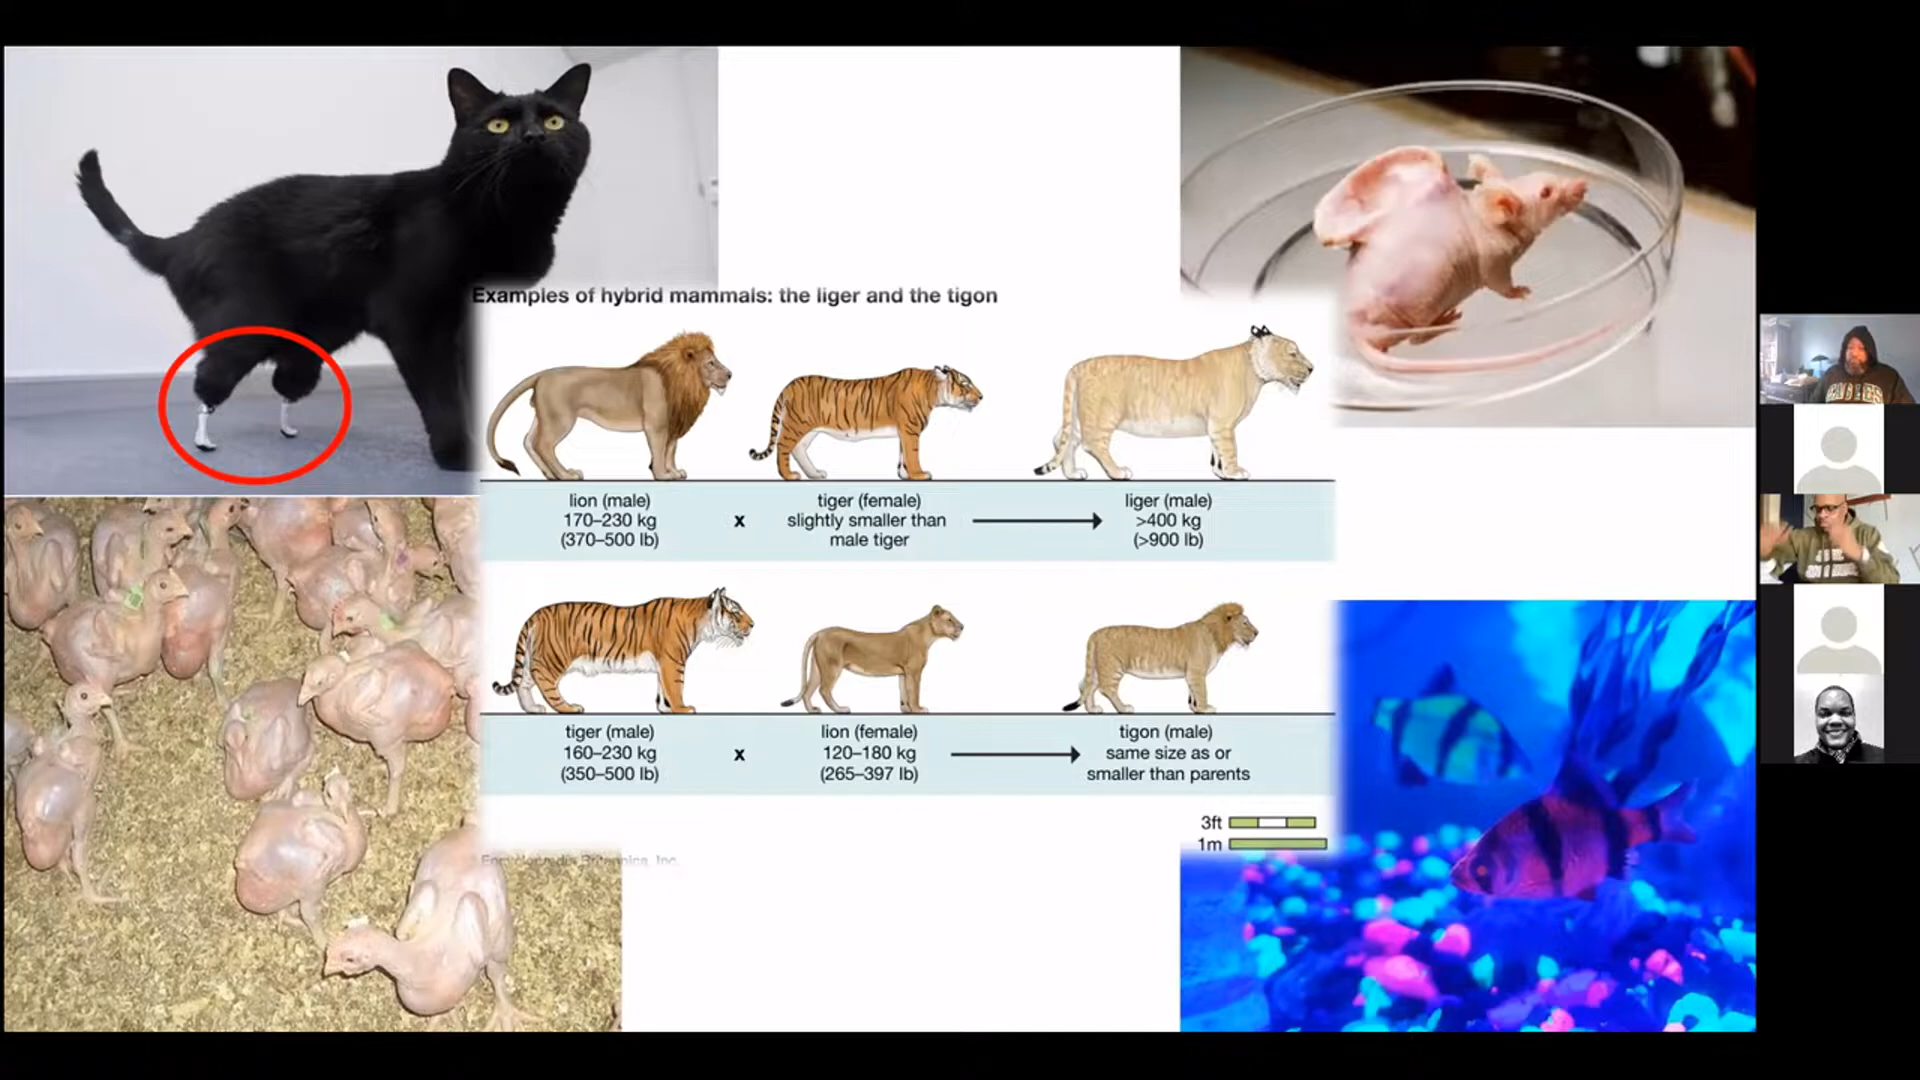 Examples of hybrid mammals: the liger and the tigon
lion (male)
170–230 kg
(370–500 lb)
x
tiger (female)
slightly smaller than
male tiger
liger (male)
>400 kg
(>900 lb)
tiger (male)
160–230 kg
(350–500 lb)
x
lion (female)
120–180 kg
(265–397 lb)
tigon (male)
same size as or
smaller than parents
3ft
1m
Encyclopædia Britannica, Inc.